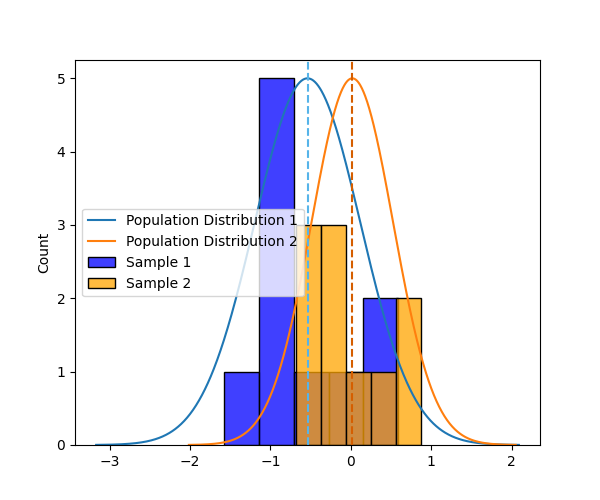 5
4
3
2
1
0
Count
Population Distribution 1
Population Distribution 2
Sample 1
Sample 2
−3 −2 −1 0 1 2